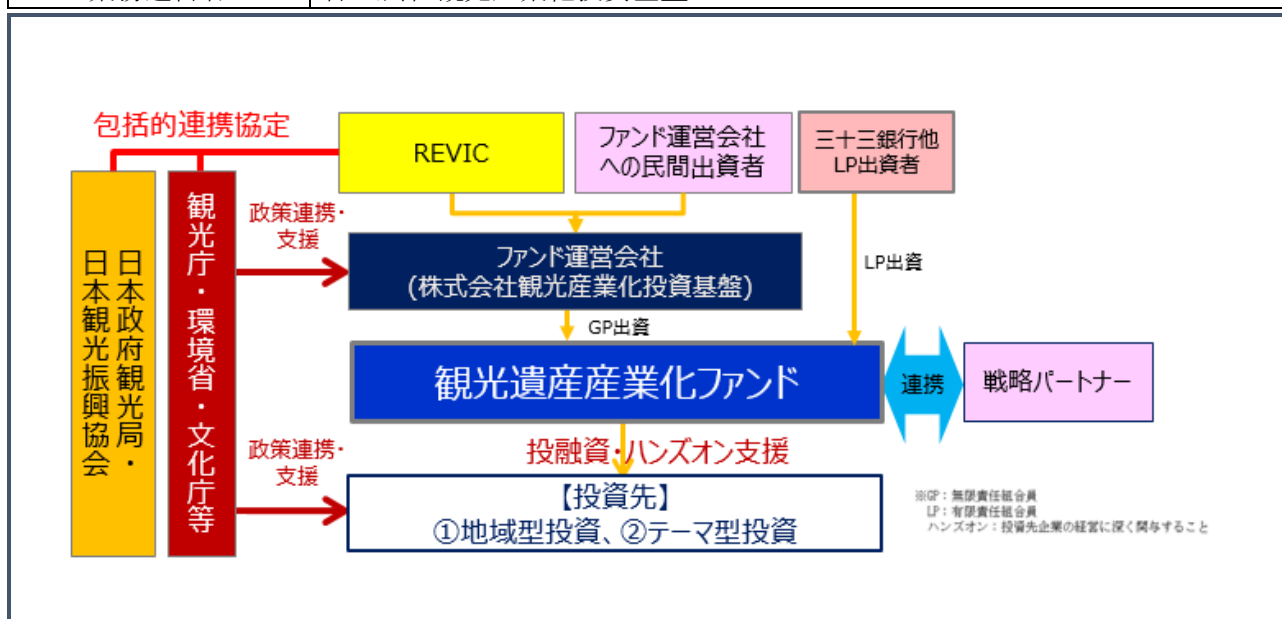 包括的連携協定
REVIC
ファンド運営会社
への民間出資者
三十三銀行他
LP出資者
日本政府観光局・
日本観光振興協会
観光庁・環境省・文化庁等
政策連携・
支援
ファンド運営会社
(株式会社観光産業化投資基盤)
LP出資
GP出資
観光遺産産業化ファンド
連携
戦略パートナー
政策連携・
支援
投融資・ハンズオン支援
【投資先】
①地域型投資、②テーマ型投資
※GP：無限責任組合員
LP：有限責任組合員
ハンズオン：投資先企業の経営に深く関与すること